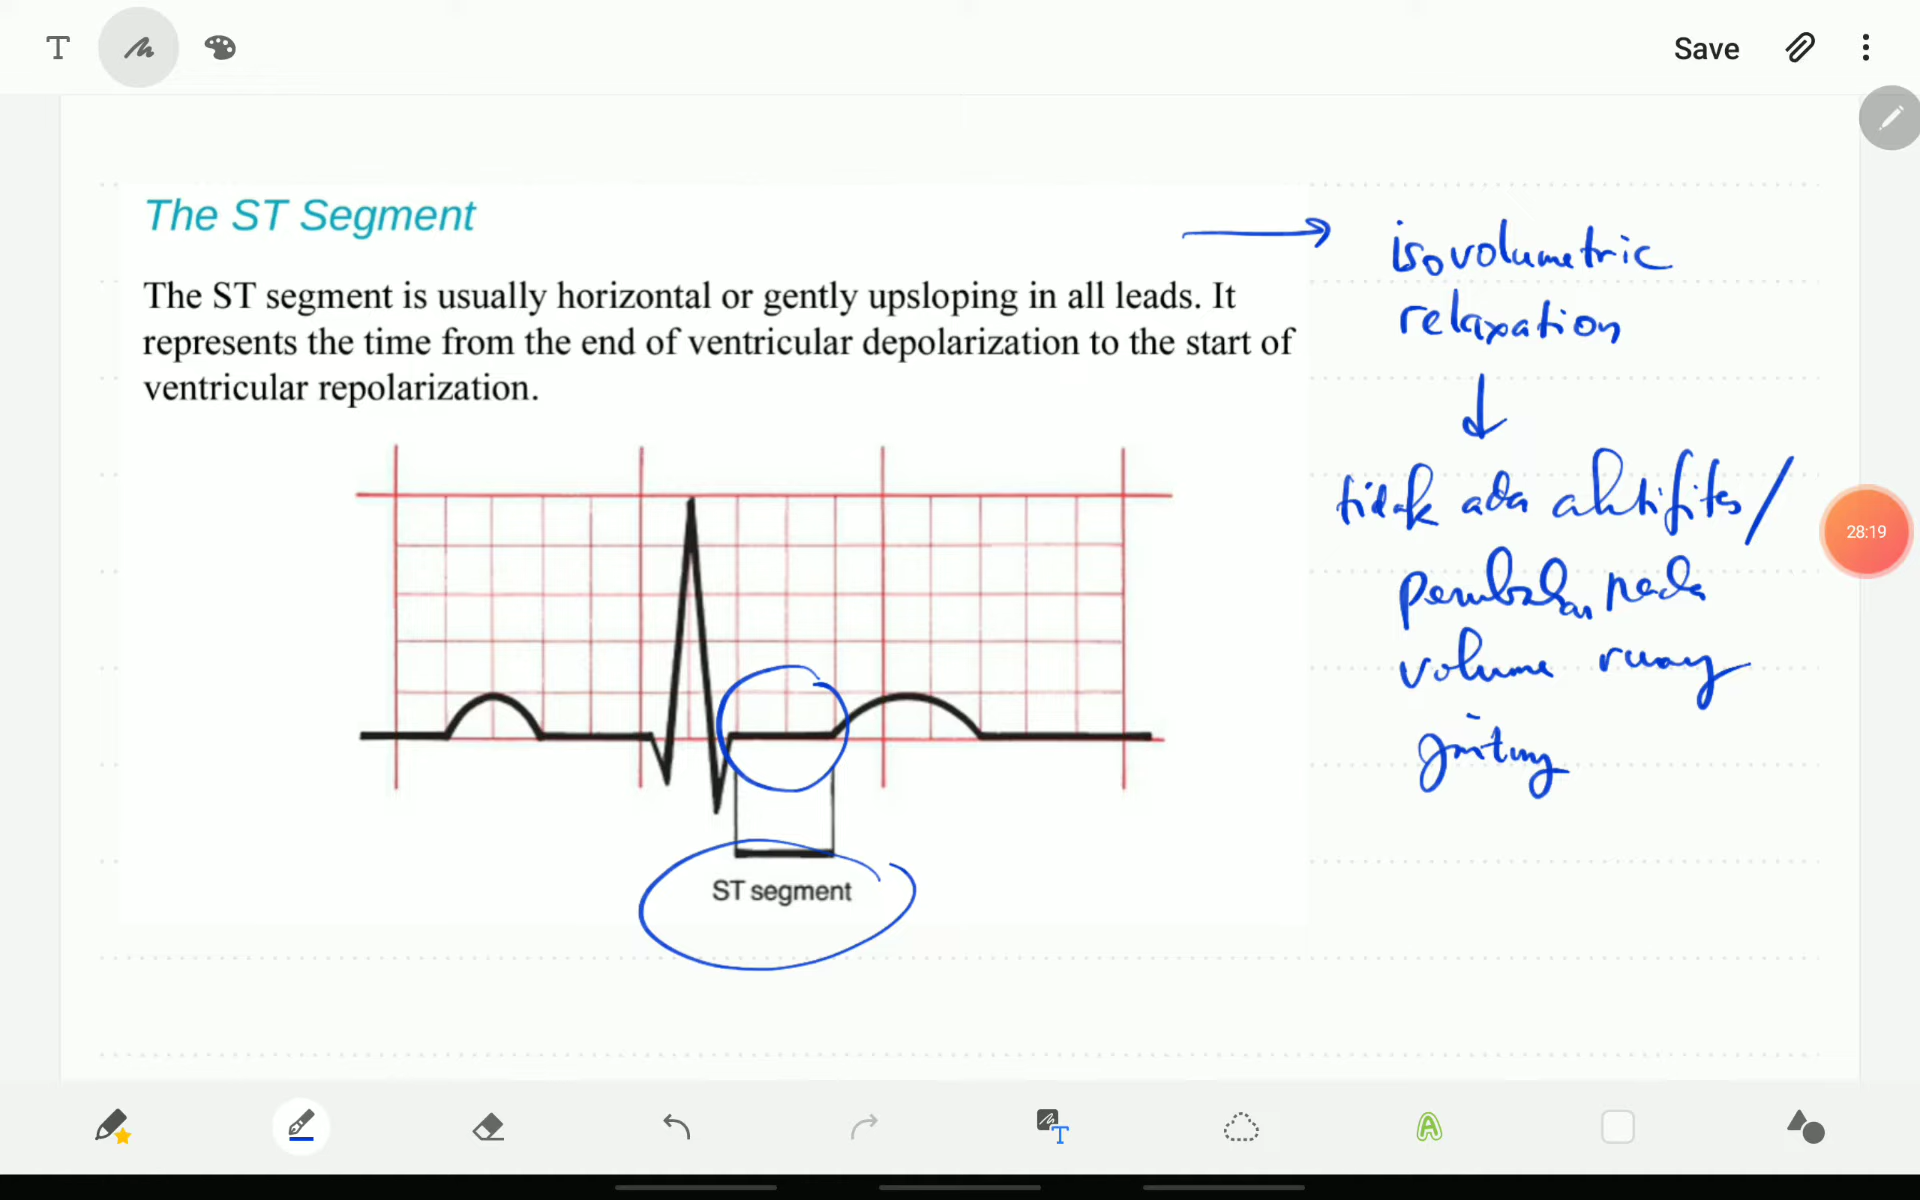 Save
The ST Segment
The ST segment is usually horizontal or gently upsloping in all leads. It
represents the time from the end of ventricular depolarization to the start of
ventricular repolarization.
ST segment
isovolumetric
relaxation
tidak ada aktifitas/
pada
volume ruang
jantung
28:19